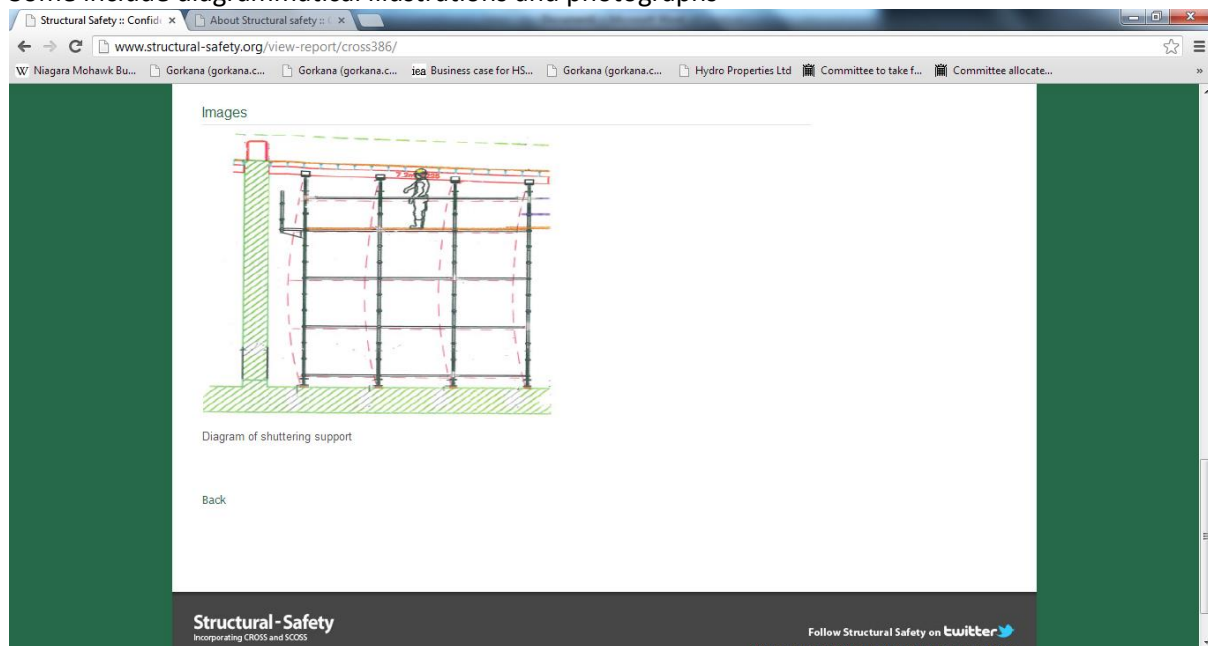 Some include diagrammatical illustrations and photographs
Structural Safety :: Confid
About Structural safety ::
www.structural-safety.org/view-report/cross386/
Niagara Mohawk Bu... Gorkana (gorkana.c... Gorkana (gorkana.c... iea Business case for HS... Gorkana (gorkana.c... Hydro Properties Ltd Committee to take f... Committee allocate... »
Images
Diagram of shuttering support
Back
Structural-Safety
Incorporating CROSS and SCOSS
Follow Structural Safety on twitter